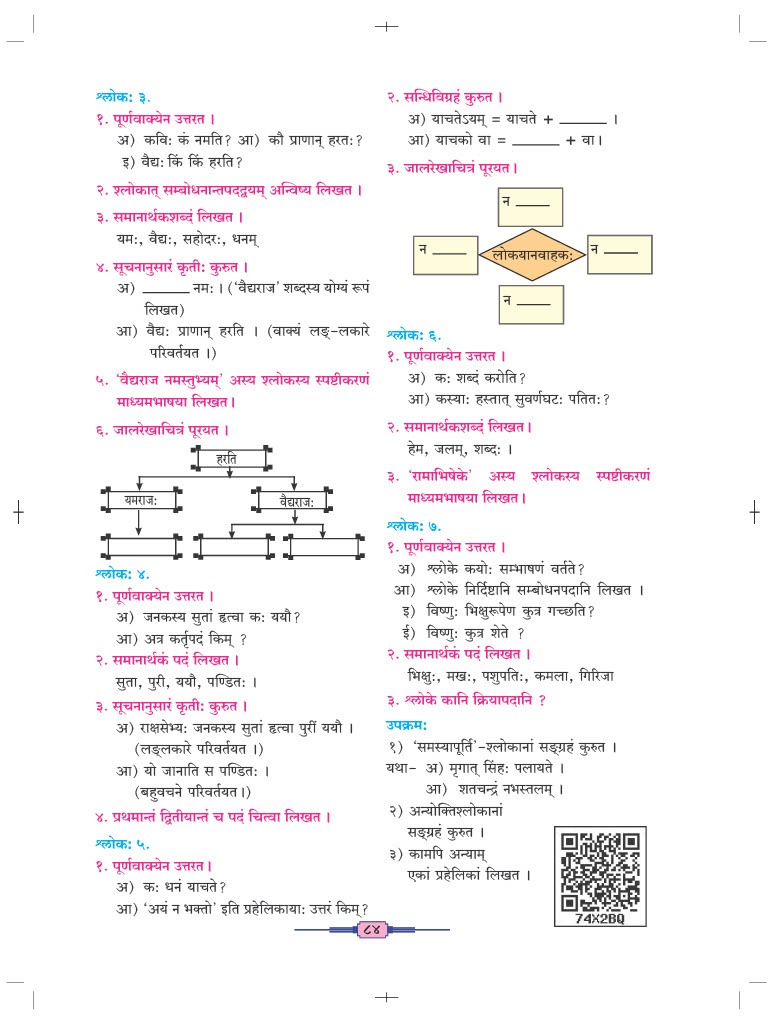 श्लोक: ३.
१. पूर्णवाक्येन उत्तरत ।
अ) कवि: कं नमति? आ) कौ प्राणान् हरत:?
इ) वैद्य: किं किं हरति?
२. श्लोकात् सम्बोधनान्तपदद्वयम् अन्विष्य लिखत ।
३. समानार्थकशब्दं लिखत ।
यम:, वैद्य:, सहोदर:, धनम्
४. सूचनानुसारं कृती: कुरुत ।
अ) ________ नम: । ('वैद्यराज' शब्दस्य योग्यं रूपं
लिखत)
आ) वैद्य: प्राणान् हरति । (वाक्यं लङ्-लकारे
परिवर्तयत ।)
५. 'वैद्यराज नमस्तुभ्यम्' अस्य श्लोकस्य स्पष्टीकरणं
माध्यमभाषया लिखत।
६. जालरेखाचित्रं पूरयत ।
हरति
यमराज:
वैद्यराज:
श्लोक: ४.
१. पूर्णवाक्येन उत्तरत ।
अ) जनकस्य सुतां हृत्वा क: ययौ?
आ) अत्र कर्तृपदं किम् ?
२. समानार्थकं पदं लिखत ।
सुता, पुरी, ययौ, पण्डित: ।
३. सूचनानुसारं कृती: कुरुत ।
अ) राक्षसेभ्य: जनकस्य सुतां हृत्वा पुरीं ययौ ।
(लङ्लकारे परिवर्तयत ।)
आ) यो जानाति स पण्डित: ।
(बहुवचने परिवर्तयत।)
४. प्रथमान्तं द्वितीयान्तं च पदं चित्वा लिखत ।
श्लोक: ५.
१. पूर्णवाक्येन उत्तरत।
अ) क: धनं याचते?
आ) 'अयं न भक्तो' इति प्रहेलिकाया: उत्तरं किम्?
२. सन्धिविग्रहं कुरुत ।
अ) याचतेऽयम् = याचते + ________ ।
आ) याचको वा = ________ + वा।
३. जालरेखाचित्रं पूरयत।
न ______
न ______
लोकयानवाहक:
न ______
न ______
श्लोक: ६.
१. पूर्णवाक्येन उत्तरत ।
अ) क: शब्दं करोति?
आ) कस्या: हस्तात् सुवर्णघट: पतित:?
२. समानार्थकशब्दं लिखत।
हेम, जलम्, शब्द: ।
३. 'रामाभिषेके' अस्य श्लोकस्य स्पष्टीकरणं
माध्यमभाषया लिखत।
श्लोक: ७.
१. पूर्णवाक्येन उत्तरत ।
अ) श्लोके कयो: सम्भाषणं वर्तते?
आ) श्लोके निर्दिष्टानि सम्बोधनपदानि लिखत ।
इ) विष्णु: भिक्षुरूपेण कुत्र गच्छति?
ई) विष्णु: कुत्र शेते ?
२. समानार्थकं पदं लिखत ।
भिक्षु:, मख:, पशुपति:, कमला, गिरिजा
३. श्लोके कानि क्रियापदानि ?
उपक्रम:
१) 'समस्यापूर्ति'-श्लोकानां सङ्ग्रहं कुरुत ।
यथा- अ) मृगात् सिंह: पलायते ।
आ) शतचन्द्रं नभस्तलम् ।
२) अन्योक्तिश्लोकानां
सङ्ग्रहं कुरुत ।
३) कामपि अन्याम्
एकां प्रहेलिकां लिखत ।
74X2BQ
८४